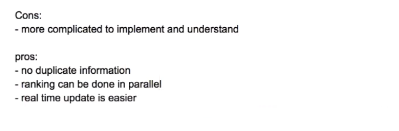 Cons:
- more complicated to implement and understand
pros:
- no duplicate information
- ranking can be done in parallel
- real time update is easier